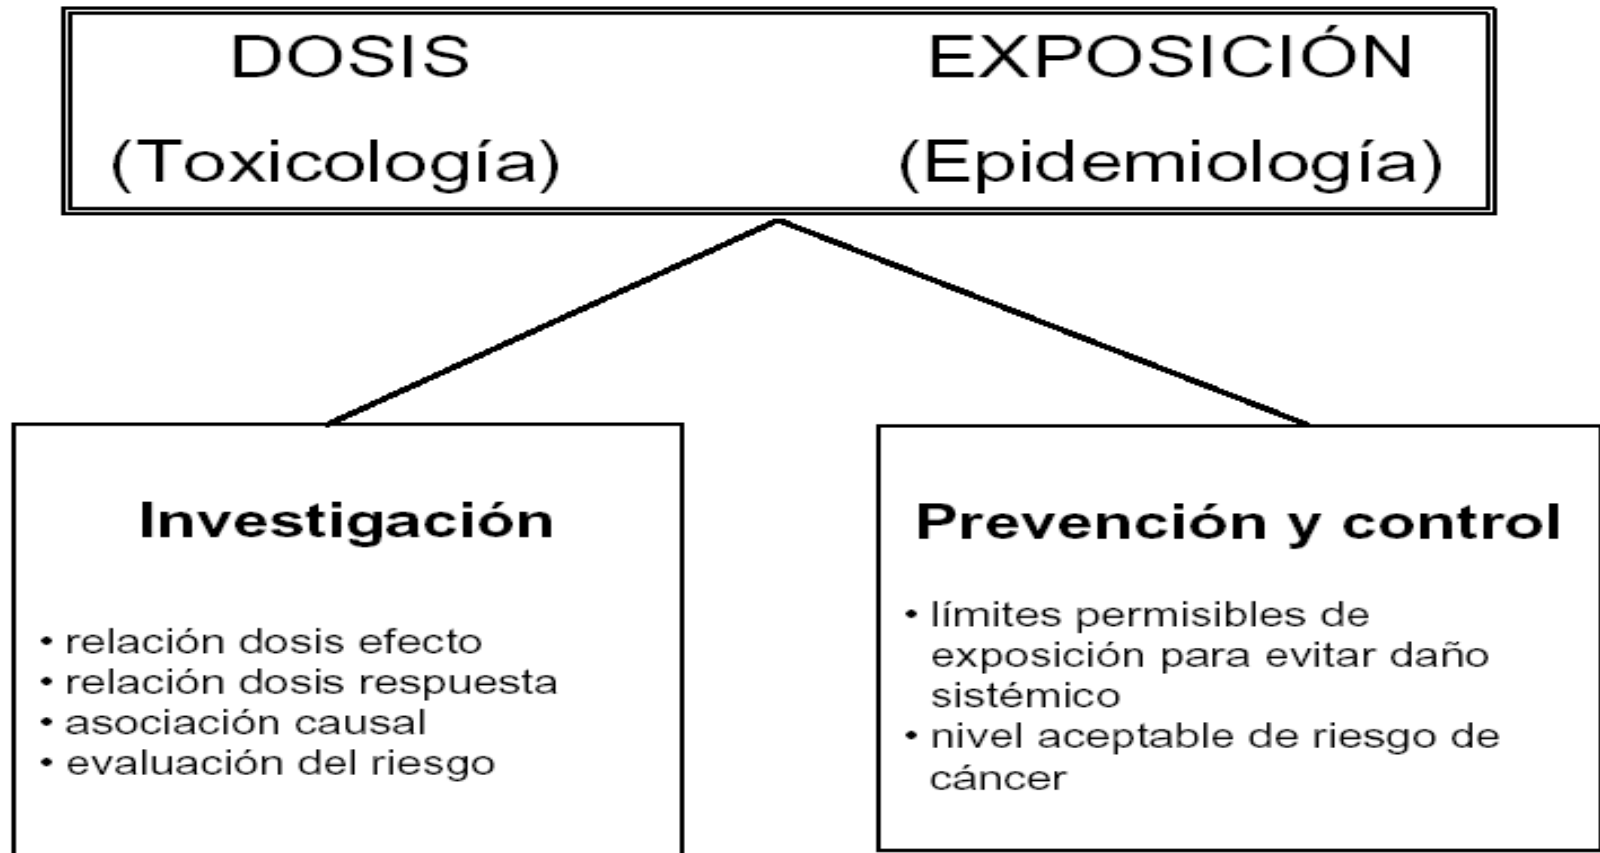 DOSIS EXPOSICIÓN
(Toxicología) (Epidemiología)
Investigación
• relación dosis efecto
• relación dosis respuesta
• asociación causal
• evaluación del riesgo
Prevención y control
• límites permisibles de
exposición para evitar daño
sistémico
• nivel aceptable de riesgo de
cáncer